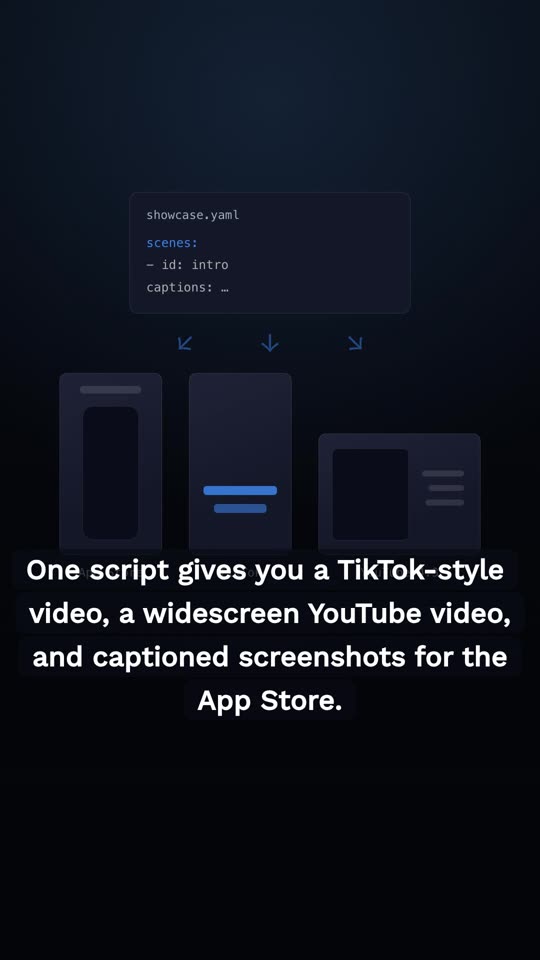 showcase.yaml
scenes:
– id: intro
captions: …
One script gives you a TikTok-style
video, a widescreen YouTube video,
and captioned screenshots for the
App Store.